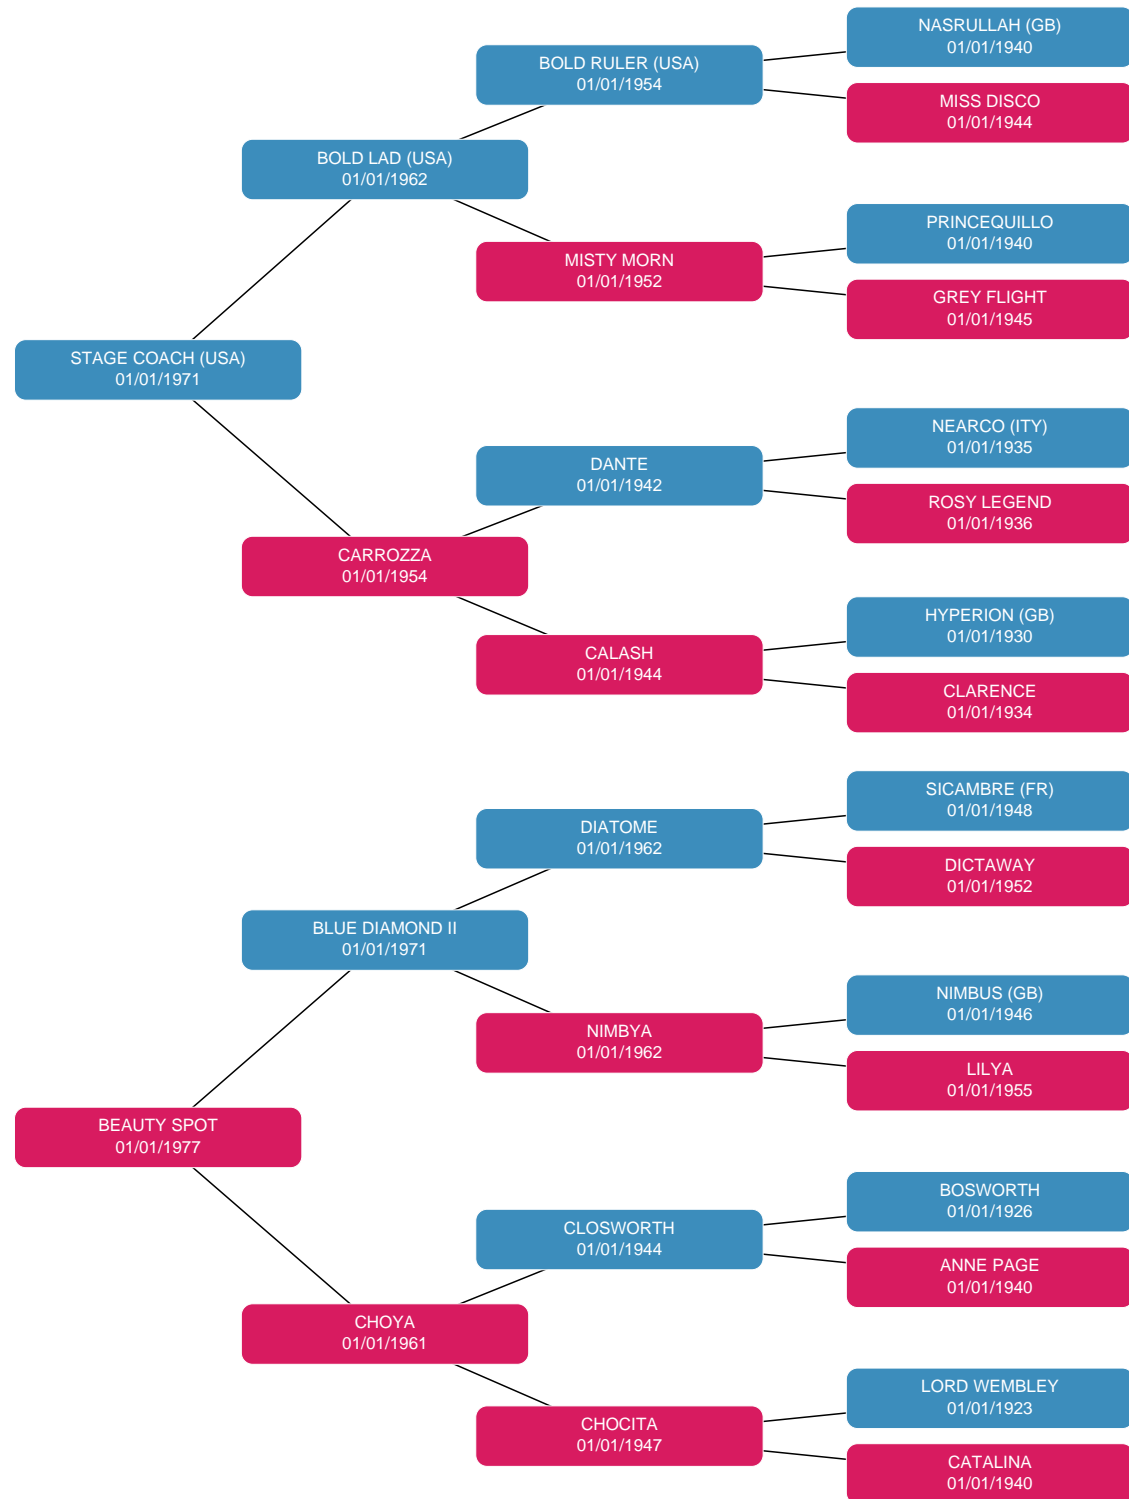 NASRULLAH (GB)
01/01/1940
BOLD RULER (USA)
01/01/1954
MISS DISCO
01/01/1944
BOLD LAD (USA)
01/01/1962
PRINCEQUILLO
01/01/1940
MISTY MORN
01/01/1952
GREY FLIGHT
01/01/1945
STAGE COACH (USA)
01/01/1971
NEARCO (ITY)
01/01/1935
DANTE
01/01/1942
ROSY LEGEND
01/01/1936
CARROZZA
01/01/1954
HYPERION (GB)
01/01/1930
CALASH
01/01/1944
CLARENCE
01/01/1934
SICAMBRE (FR)
01/01/1948
DIATOME
01/01/1962
DICTAWAY
01/01/1952
BLUE DIAMOND II
01/01/1971
NIMBUS (GB)
01/01/1946
NIMBYA
01/01/1962
LILYA
01/01/1955
BEAUTY SPOT
01/01/1977
BOSWORTH
01/01/1926
CLOSWORTH
01/01/1944
ANNE PAGE
01/01/1940
CHOYA
01/01/1961
LORD WEMBLEY
01/01/1923
CHOCITA
01/01/1947
CATALINA
01/01/1940